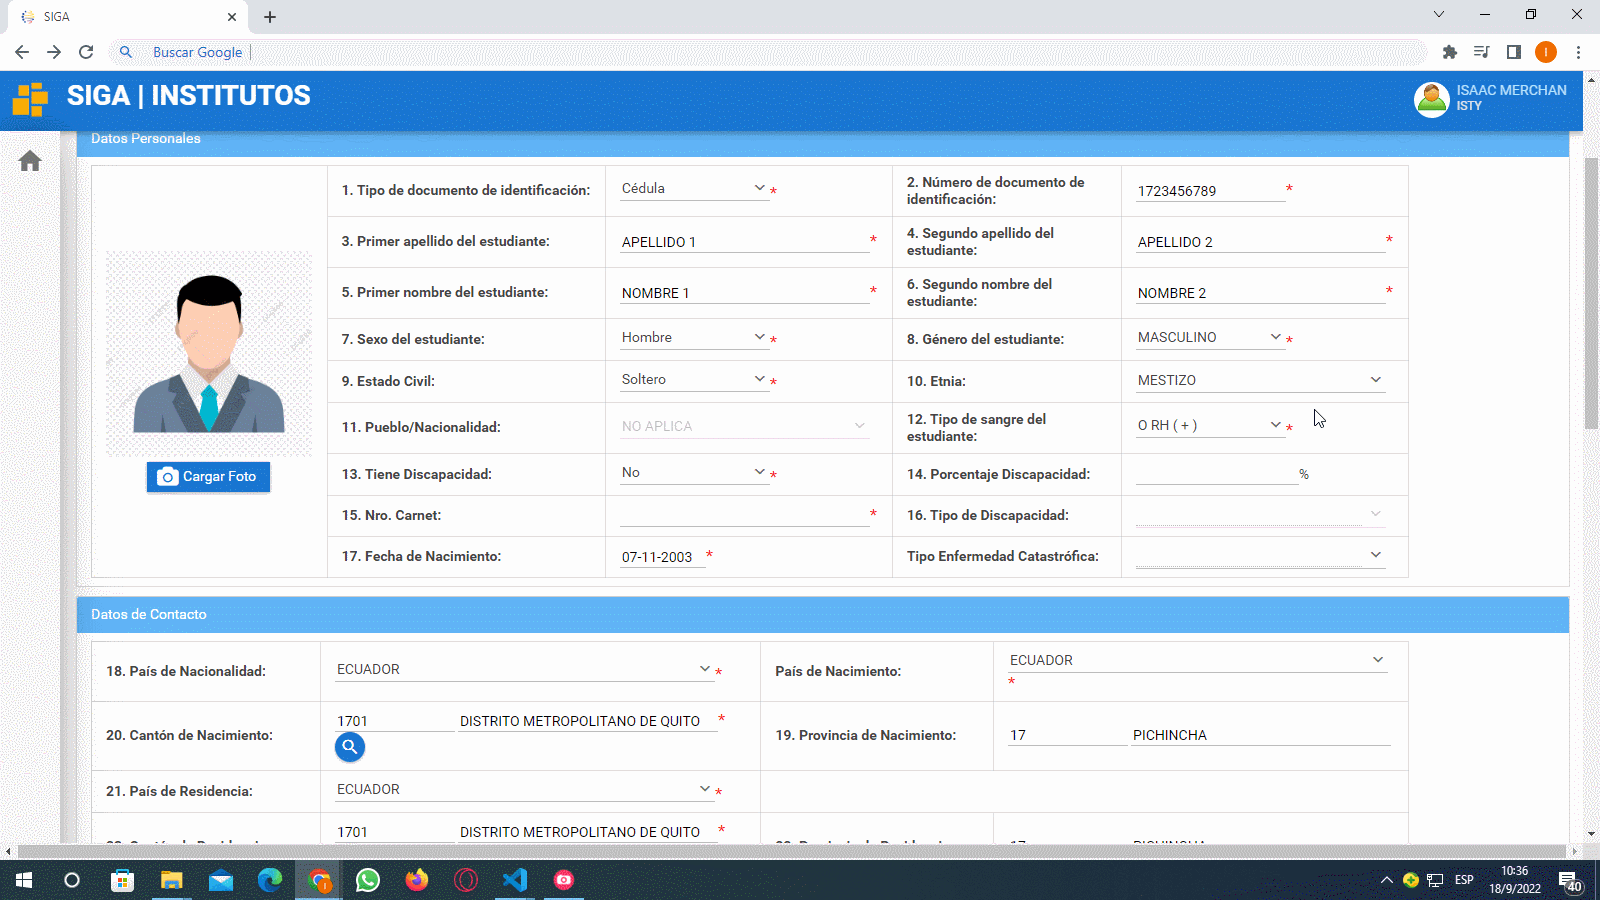 SIGA
Buscar Google
SIGA | INSTITUTOS
ISAAC MERCHAN
ISTY
Datos Personales
1. Tipo de documento de identificación: Cédula * 2. Número de documento de identificación: 1723456789 *
3. Primer apellido del estudiante: APELLIDO 1 * 4. Segundo apellido del estudiante: APELLIDO 2 *
5. Primer nombre del estudiante: NOMBRE 1 * 6. Segundo nombre del estudiante: NOMBRE 2 *
7. Sexo del estudiante: Hombre * 8. Género del estudiante: MASCULINO *
9. Estado Civil: Soltero * 10. Etnia: MESTIZO
11. Pueblo/Nacionalidad: NO APLICA 12. Tipo de sangre del estudiante: O RH ( + ) *
Cargar Foto
13. Tiene Discapacidad: No * 14. Porcentaje Discapacidad: %
15. Nro. Carnet: * 16. Tipo de Discapacidad:
17. Fecha de Nacimiento: 07-11-2003 * Tipo Enfermedad Catastrófica:
Datos de Contacto
18. País de Nacionalidad: ECUADOR * País de Nacimiento: ECUADOR *
20. Cantón de Nacimiento: 1701 DISTRITO METROPOLITANO DE QUITO * 19. Provincia de Nacimiento: 17 PICHINCHA
21. País de Residencia: ECUADOR *
1701 DISTRITO METROPOLITANO DE QUITO *
ESP
10:36
18/9/2022
40